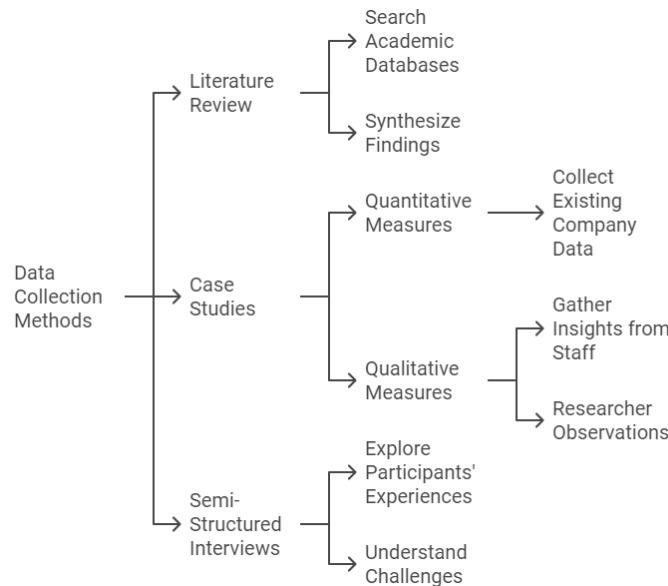 Search
Academic
Databases
Literature
Review
Synthesize
Findings
Collect
Existing
Company
Data
Quantitative
Measures
Data
Collection
Methods
Case
Studies
Gather
Insights from
Staff
Qualitative
Measures
Researcher
Observations
Explore
Participants'
Experiences
Semi-
Structured
Interviews
Understand
Challenges